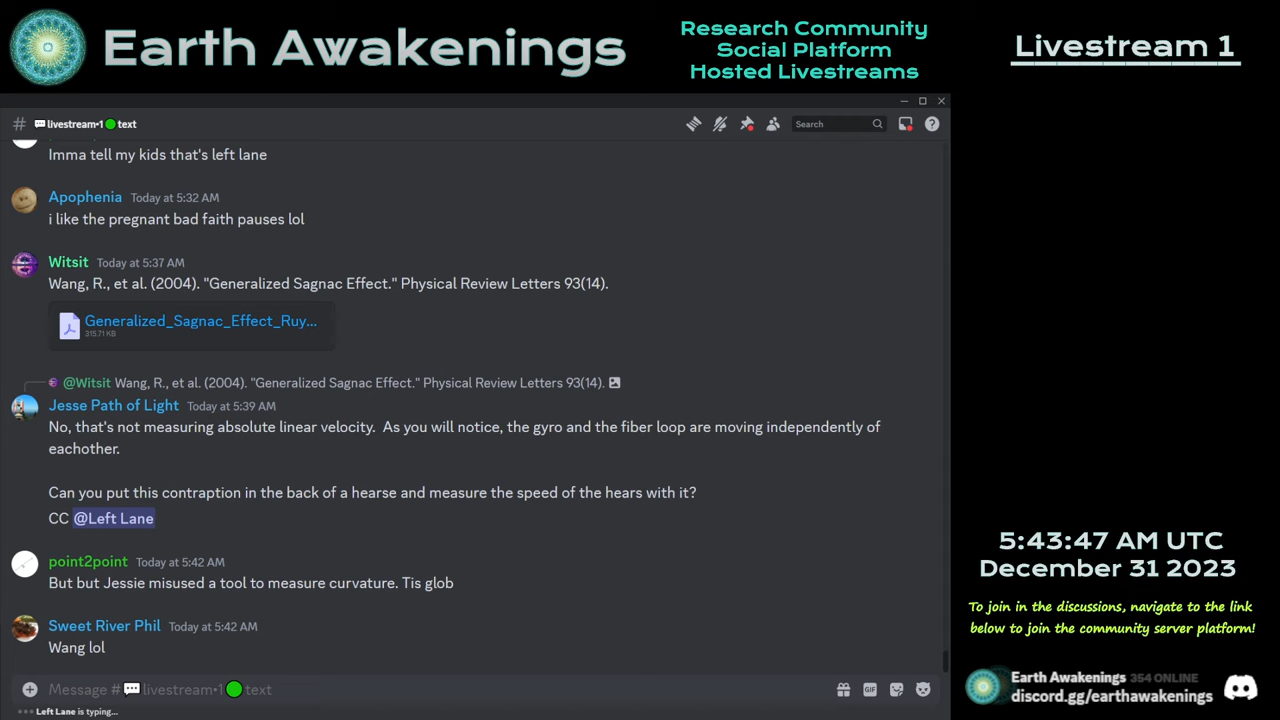 Earth Awakenings
Research Community
Social Platform
Hosted Livestreams
Livestream 1
# livestream•1 text
Search
Imma tell my kids that's left lane
Apophenia Today at 5:32 AM
i like the pregnant bad faith pauses lol
Witsit Today at 5:37 AM
Wang, R., et al. (2004). "Generalized Sagnac Effect." Physical Review Letters 93(14).
Generalized_Sagnac_Effect_Ruy...
315.71 KB
@Witsit Wang, R., et al. (2004). "Generalized Sagnac Effect." Physical Review Letters 93(14).
Jesse Path of Light Today at 5:39 AM
No, that's not measuring absolute linear velocity. As you will notice, the gyro and the fiber loop are moving independently of
eachother.
Can you put this contraption in the back of a hearse and measure the speed of the hears with it?
CC @Left Lane
point2point Today at 5:42 AM
But but Jessie misused a tool to measure curvature. Tis glob
Sweet River Phil Today at 5:42 AM
Wang lol
Message # livestream•1 text
Left Lane is typing...
5:43:47 AM UTC
December 31 2023
To join in the discussions, navigate to the link
below to join the community server platform!
Earth Awakenings 354 ONLINE
discord.gg/earthawakenings
GIF